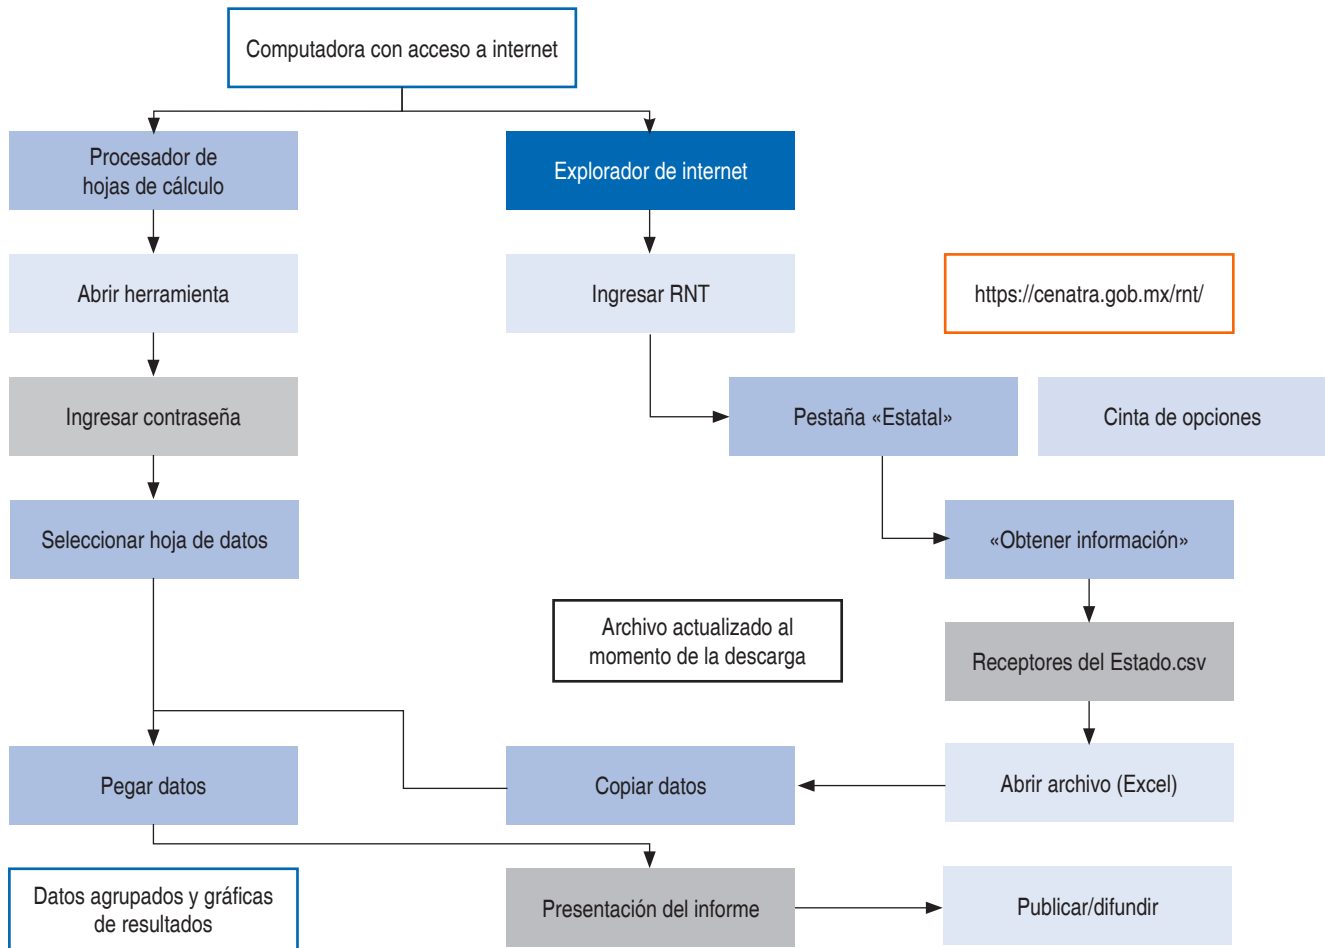 Computadora con acceso a internet
Procesador de
hojas de cálculo
Explorador de internet
Abrir herramienta
Ingresar RNT
https://cenatra.gob.mx/rnt/
Ingresar contraseña
Pestaña «Estatal»
Cinta de opciones
Seleccionar hoja de datos
«Obtener información»
Archivo actualizado al
momento de la descarga
Receptores del Estado.csv
Pegar datos
Copiar datos
Abrir archivo (Excel)
Datos agrupados y gráficas
de resultados
Presentación del informe
Publicar/difundir